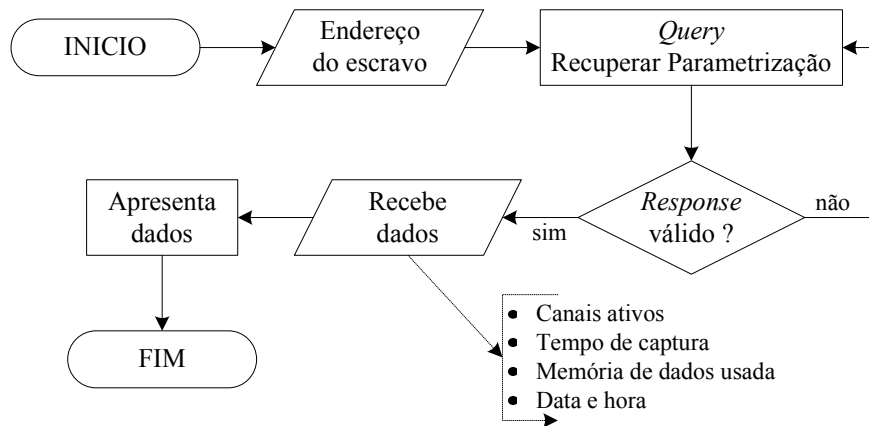 INICIO
Endereço
do escravo
Query
Recuperar Parametrização
Response
válido ?
não
sim
Recebe
dados
Apresenta
dados
FIM
• Canais ativos
• Tempo de captura
• Memória de dados usada
• Data e hora